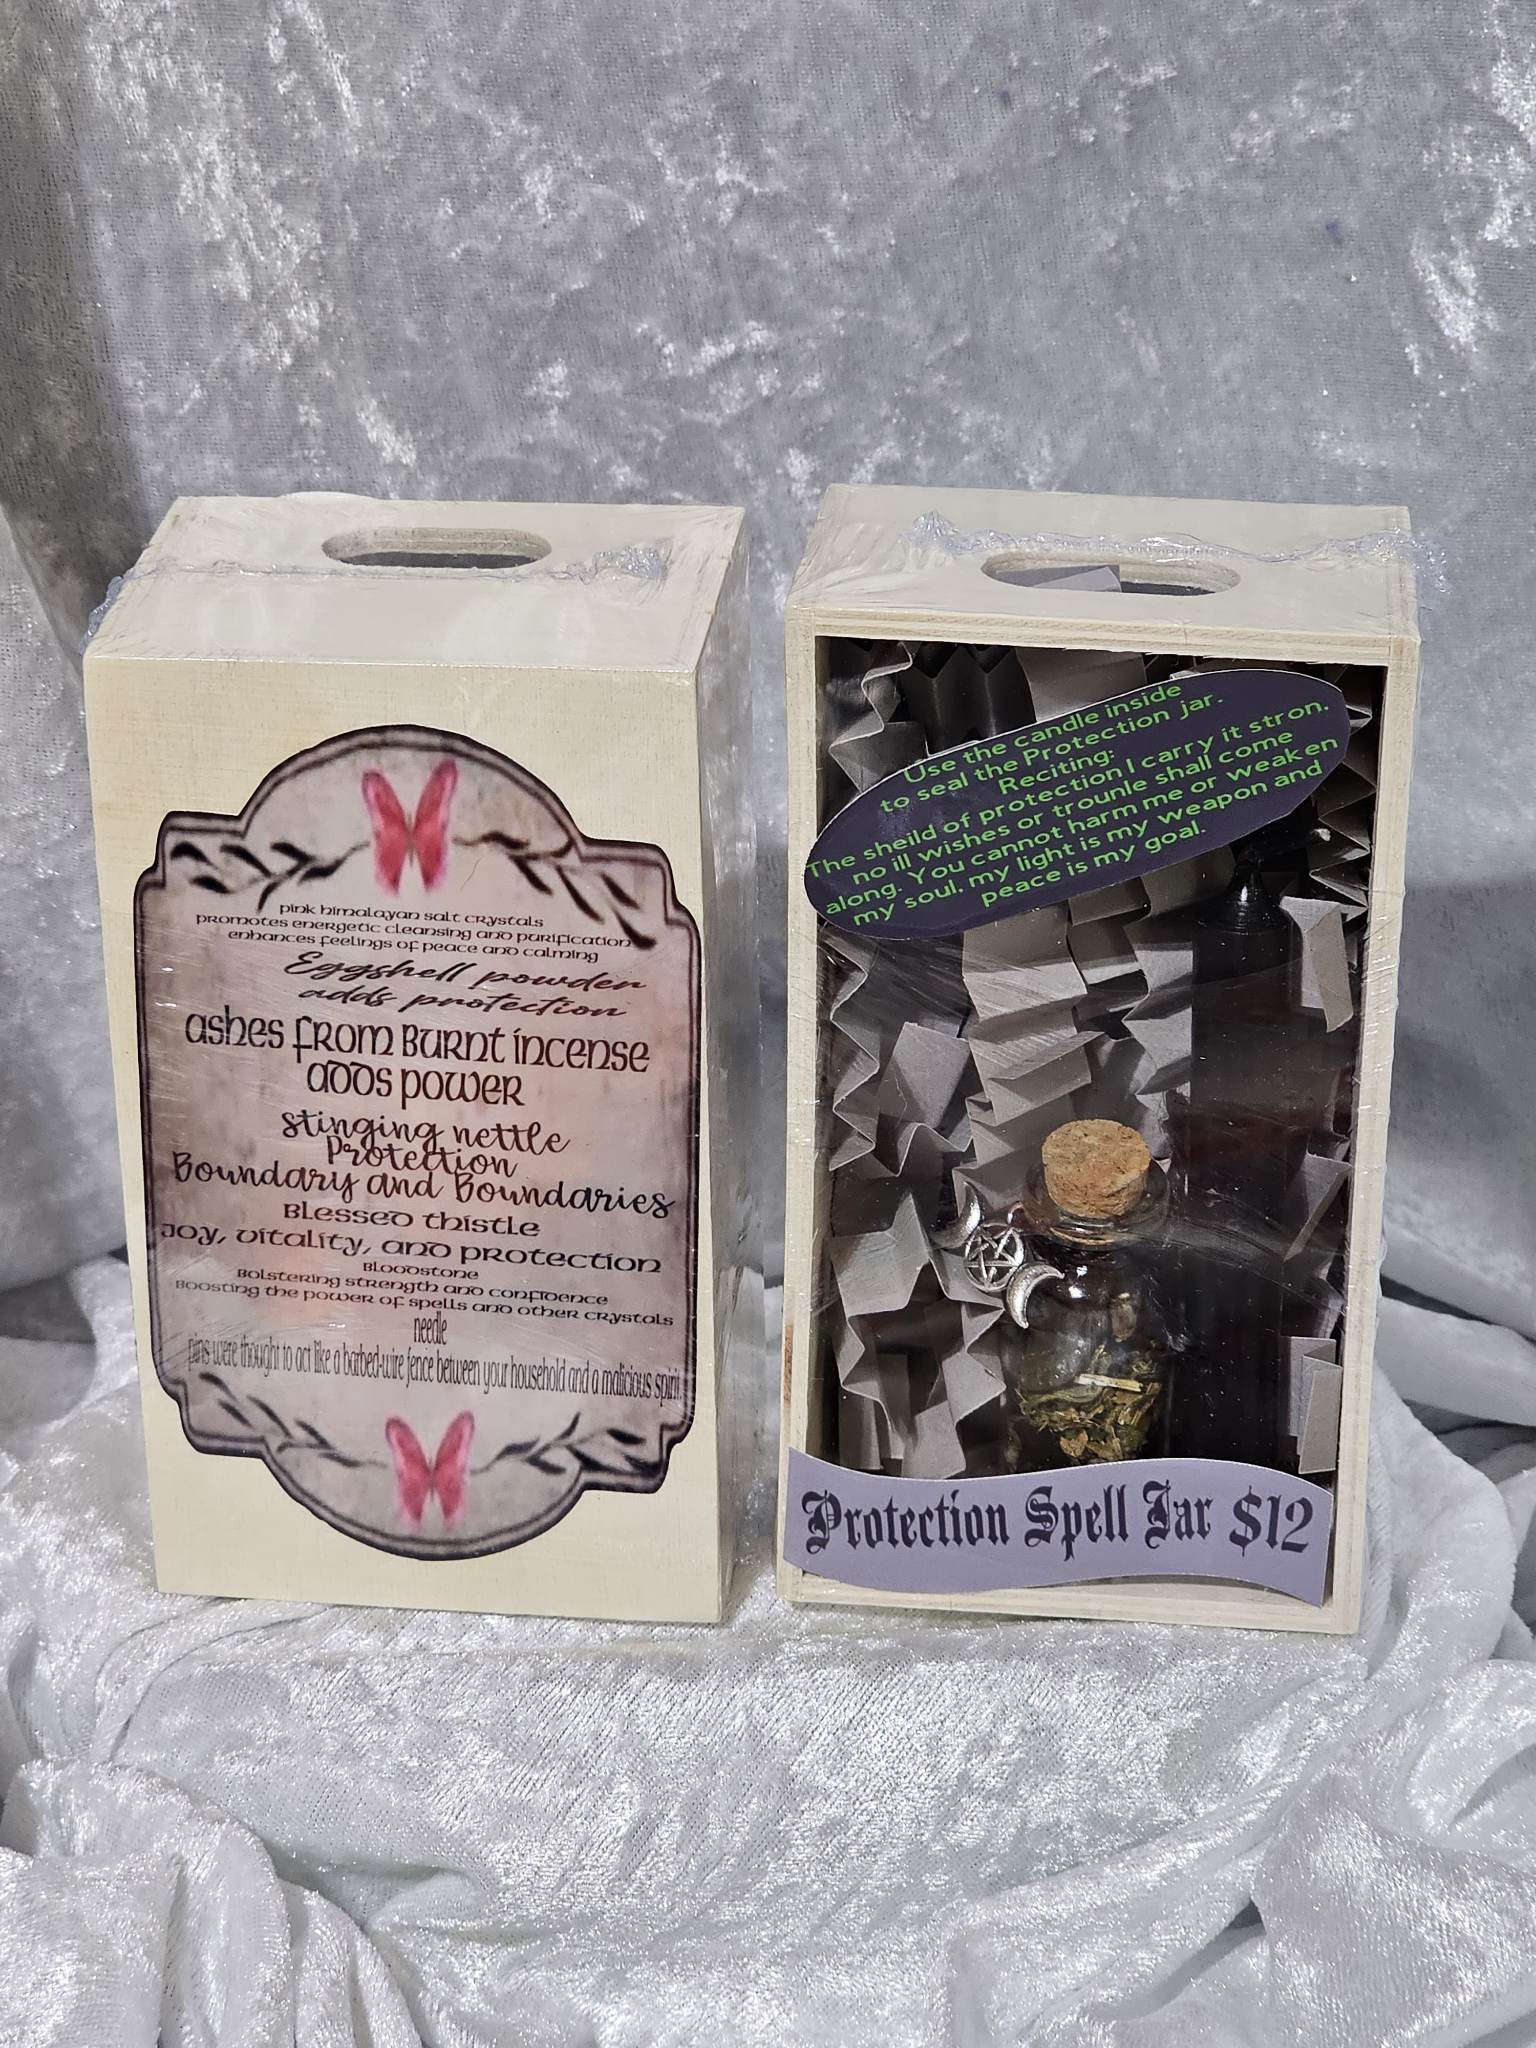 pink himalayan salt crystals
promotes energetic cleansing and purification
enhances feelings of peace and calming
Eggshell powder
adds protection
ashes from burnt incense
adds power
stinging nettle
Protection
Boundary and Boundaries
Blessed thistle
Joy, vitality, and protection
Bloodstone
Bolstering strength and confidence
Boosting the power of spells and other crystals
needle
pins were thought to act like a barbed-wire fence between your household and a malicious spirit.
Use the candle inside
to seal the Protection jar.
Reciting:
The sheild of protection I carry it stron.
no ill wishes or trounle shall come
along. You cannot harm me or weaken
my soul. my light is my weapon and
peace is my goal.
Protection Spell Jar $12